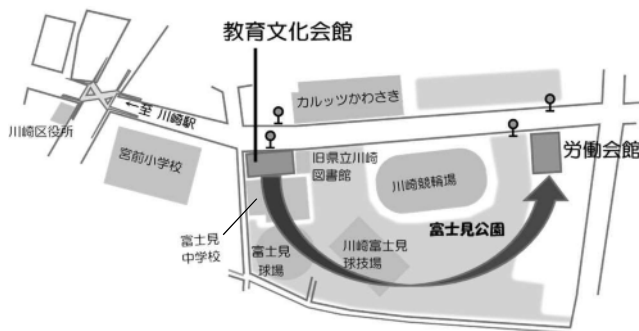 教育文化会館
カルッツかわさき
←至 川崎駅
川崎区役所
宮前小学校
旧県立川崎
図書館
川崎競輪場
労働会館
富士見
中学校
富士見
球場
川崎富士見
球技場
富士見公園